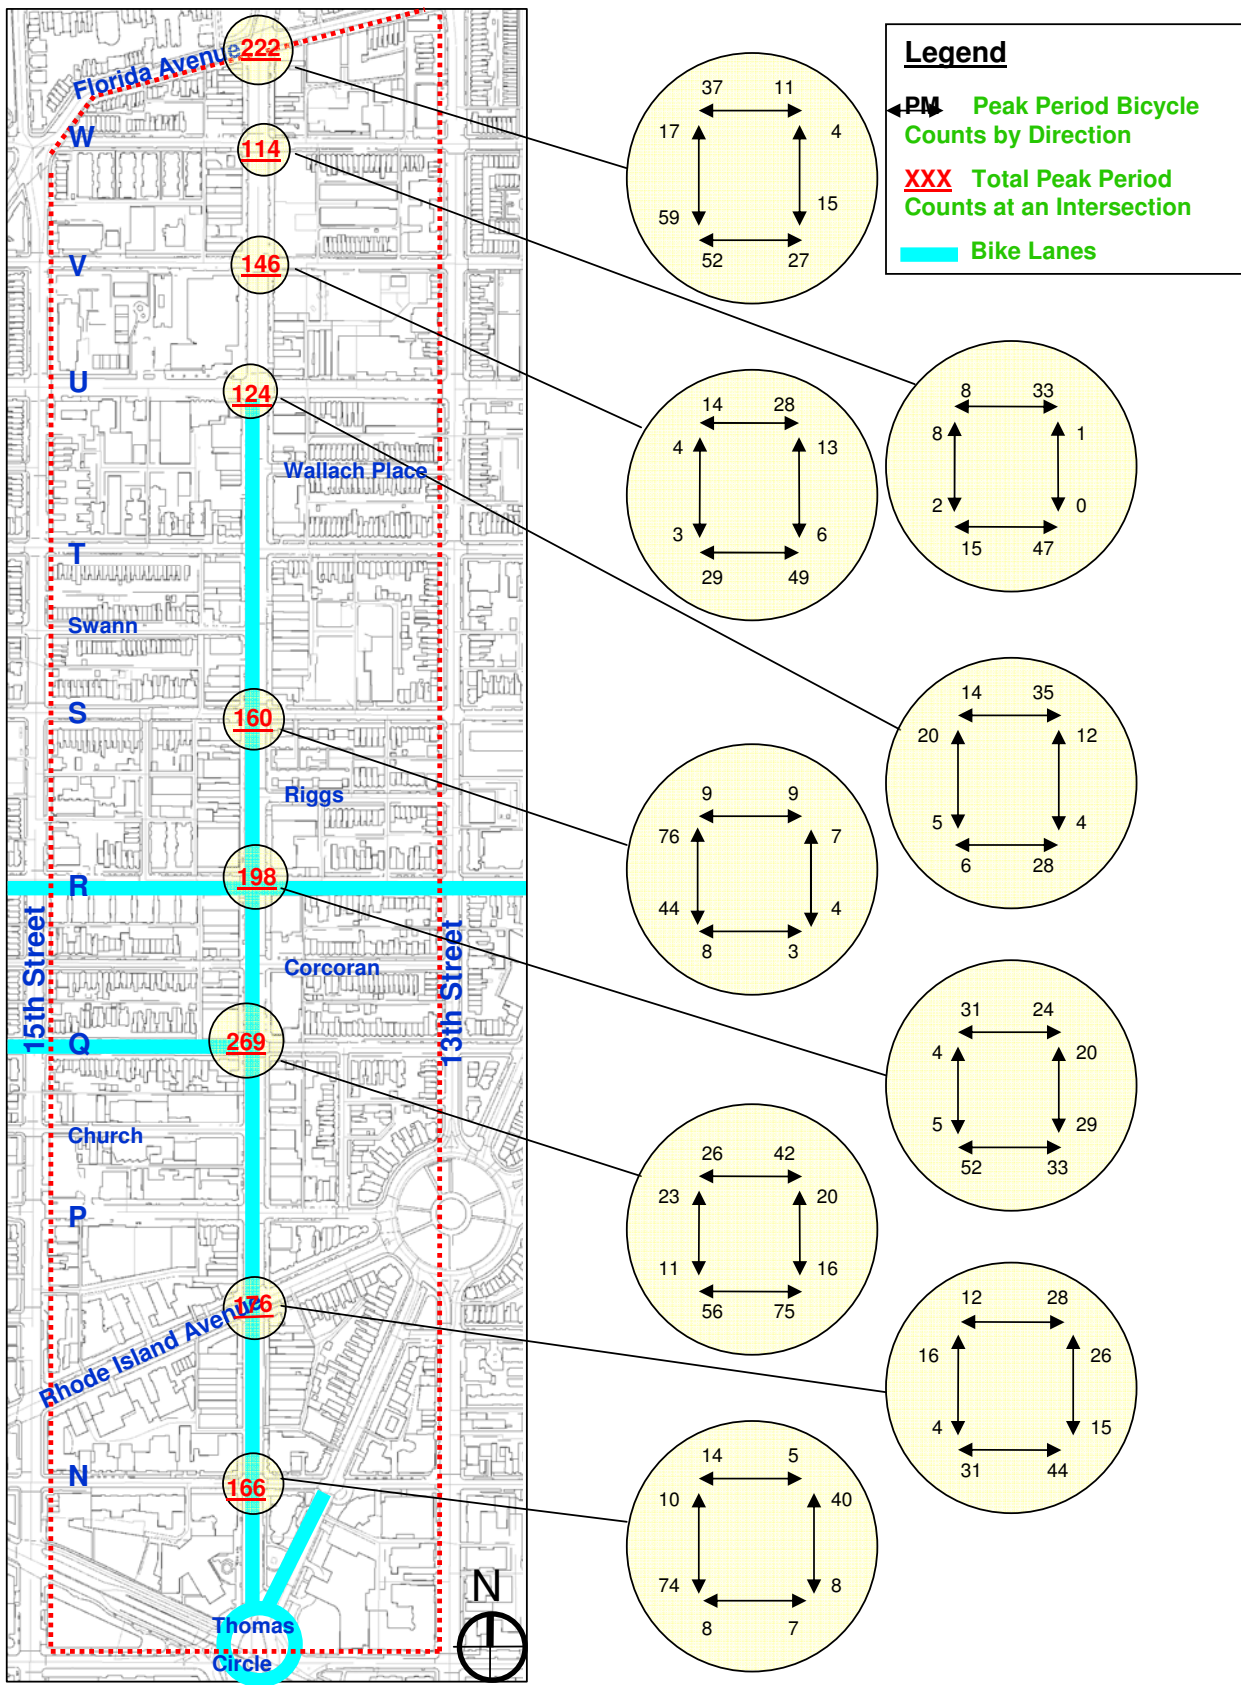 Florida Avenue
222
W
114
V
146
U
124
Wallach Place
T
Swann
S
160
Riggs
R
198
15th Street
Corcoran
13th Street
Q
269
Church
P
176
Rhode Island Avenue
N
166
Thomas
Circle
N
Legend
PM Peak Period Bicycle
Counts by Direction
XXX Total Peak Period
Counts at an Intersection
Bike Lanes
37 11
17 4
59 15
52 27
8 33
8 1
2 0
15 47
14 28
4 13
3 6
29 49
14 35
20 12
5 4
6 28
9 9
76 7
44 4
8 3
31 24
4 20
5 29
52 33
26 42
23 20
11 16
56 75
12 28
16 26
4 15
31 44
14 5
10 40
74 8
8 7